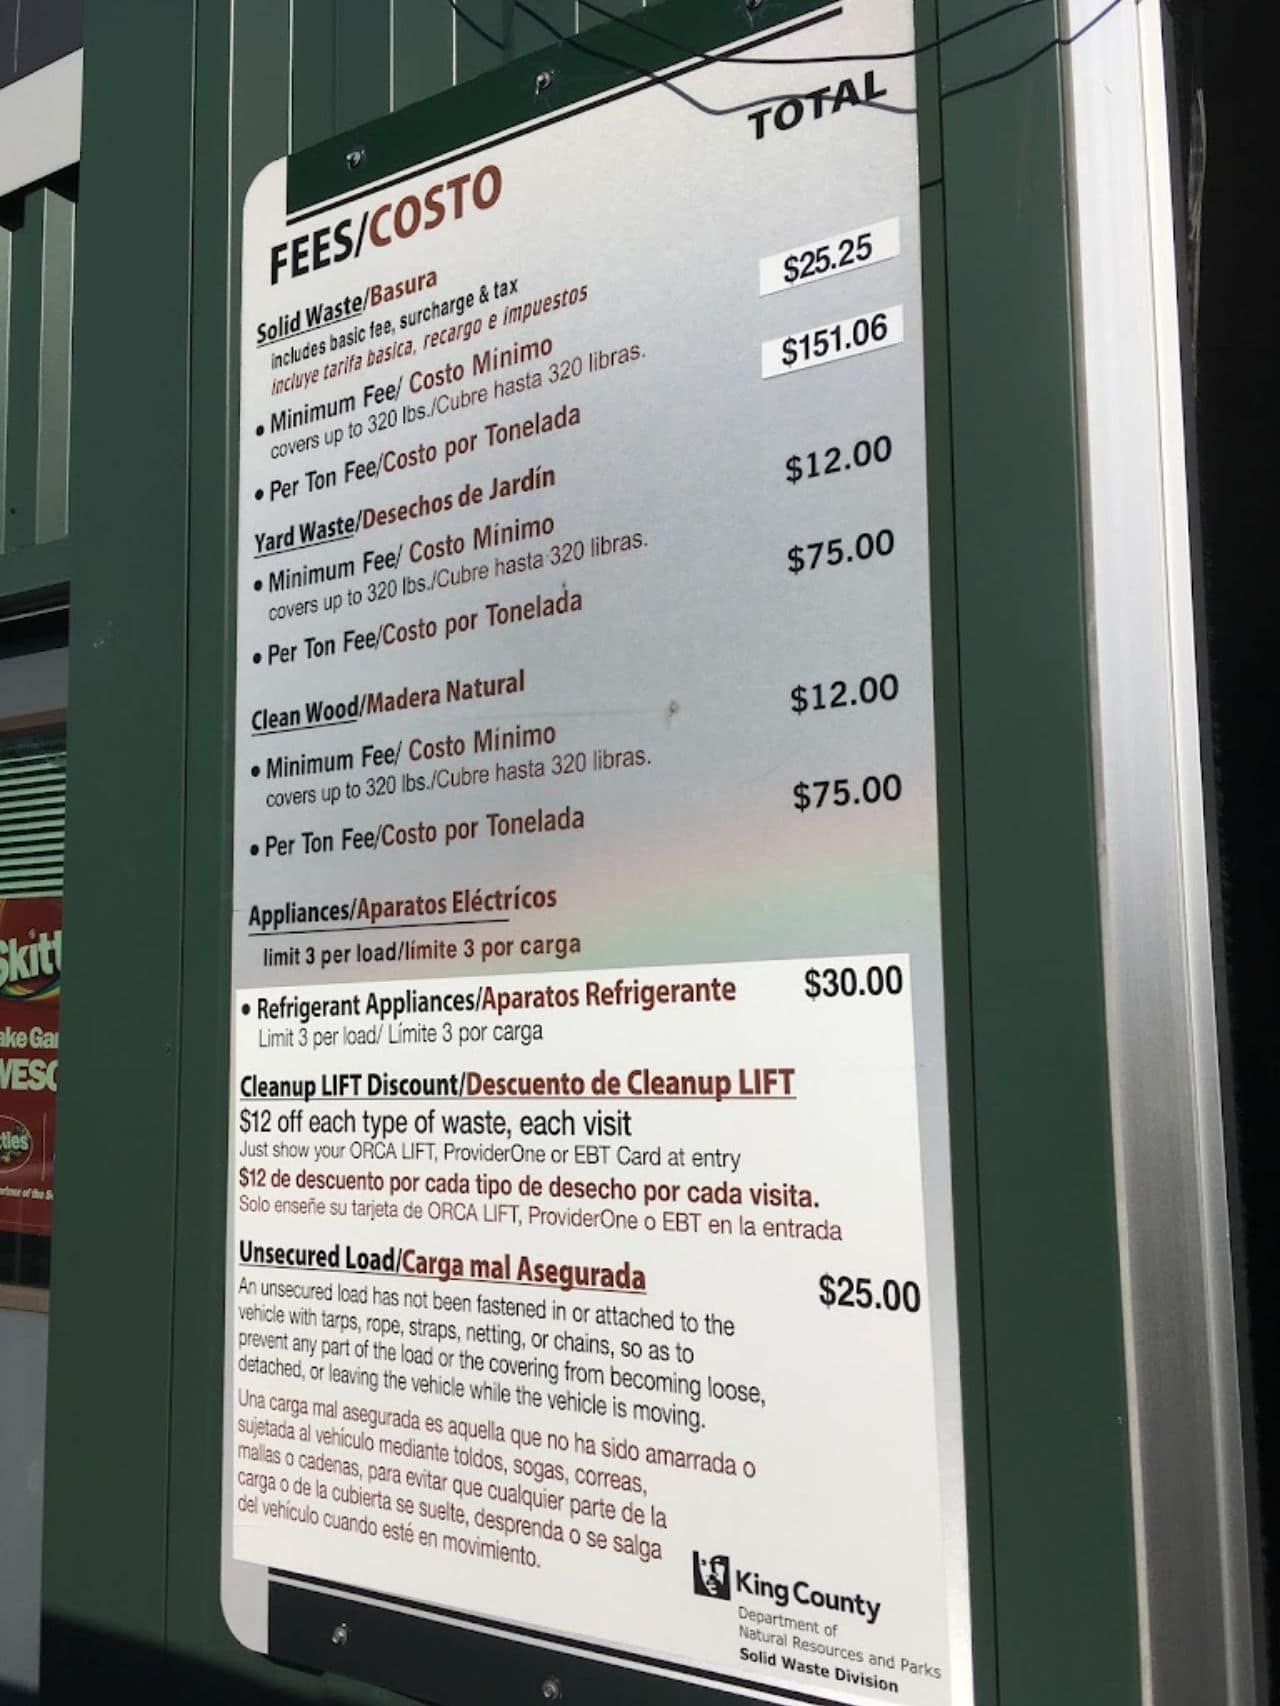 TOTAL
FEES/COSTO
Solid Waste/Basura
includes basic fee, surcharge & tax
incluye tarifa basica, recargo e impuestos
• Minimum Fee/ Costo Mínimo $25.25
covers up to 320 lbs./Cubre hasta 320 libras.
• Per Ton Fee/Costo por Tonelada $151.06
Yard Waste/Desechos de Jardín
• Minimum Fee/ Costo Mínimo $12.00
covers up to 320 lbs./Cubre hasta 320 libras.
• Per Ton Fee/Costo por Tonelada $75.00
Clean Wood/Madera Natural
• Minimum Fee/ Costo Mínimo $12.00
covers up to 320 lbs./Cubre hasta 320 libras.
• Per Ton Fee/Costo por Tonelada $75.00
Appliances/Aparatos Eléctrícos
limit 3 per load/límite 3 por carga
• Refrigerant Appliances/Aparatos Refrigerante $30.00
Limit 3 per load/ Límite 3 por carga
Cleanup LIFT Discount/Descuento de Cleanup LIFT
$12 off each type of waste, each visit
Just show your ORCA LIFT, ProviderOne or EBT Card at entry
$12 de descuento por cada tipo de desecho por cada visita.
Solo enseñe su tarjeta de ORCA LIFT, ProviderOne o EBT en la entrada
Unsecured Load/Carga mal Asegurada $25.00
An unsecured load has not been fastened in or attached to the
vehicle with tarps, rope, straps, netting, or chains, so as to
prevent any part of the load or the covering from becoming loose,
detached, or leaving the vehicle while the vehicle is moving.
Una carga mal asegurada es aquella que no ha sido amarrada o
sujetada al vehículo mediante toldos, sogas, correas,
mallas o cadenas, para evitar que cualquier parte de la
carga o de la cubierta se suelte, desprenda o se salga
del vehículo cuando esté en movimiento.
King County
Department of
Natural Resources and Parks
Solid Waste Division